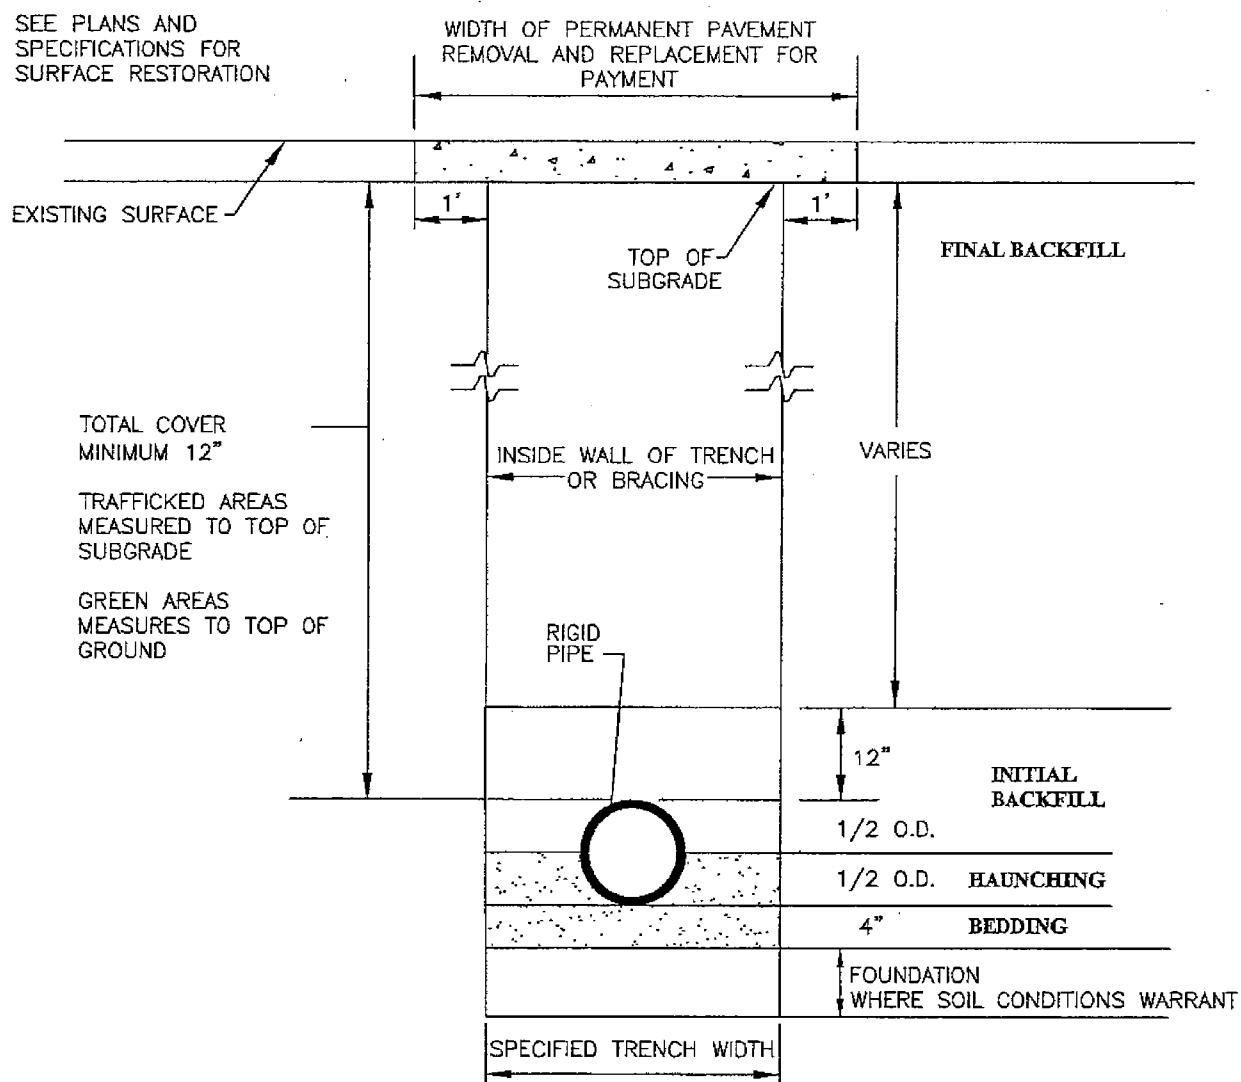 SEE PLANS AND
SPECIFICATIONS FOR
SURFACE RESTORATION
WIDTH OF PERMANENT PAVEMENT
REMOVAL AND REPLACEMENT FOR
PAYMENT
EXISTING SURFACE
1'
1'
TOP OF
SUBGRADE
FINAL BACKFILL
TOTAL COVER
MINIMUM 12"
TRAFFICKED AREAS
MEASURED TO TOP OF
SUBGRADE
GREEN AREAS
MEASURES TO TOP OF
GROUND
INSIDE WALL OF TRENCH
OR BRACING
VARIES
RIGID
PIPE
12"
INITIAL
BACKFILL
1/2 O.D.
1/2 O.D. HAUNCHING
4" BEDDING
FOUNDATION
WHERE SOIL CONDITIONS WARRANT
SPECIFIED TRENCH WIDTH